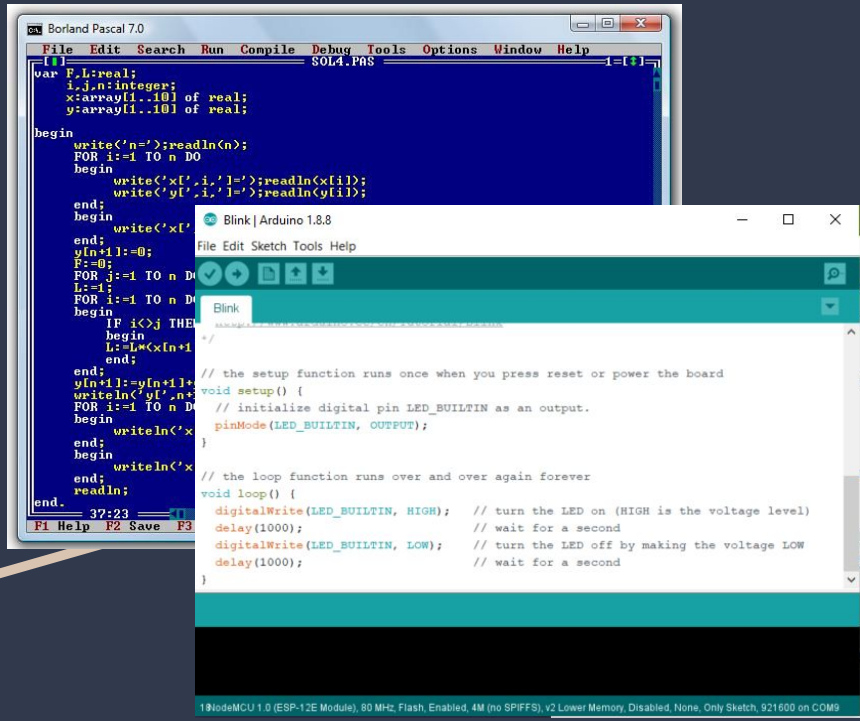 Borland Pascal 7.0
File Edit Search Run Compile Debug Tools Options Window Help
SOL4.PAS 1=[↕]
var F,L:real;
i,j,n:integer;
x:array[1..10] of real;
y:array[1..10] of real;
begin
write('n=');readln(n);
FOR i:=1 TO n DO
begin
write('x[',i,']=');readln(x[i]);
write('y[',i,']=');readln(y[i]);
end;
begin
write('x['
end;
y[n+1]:=0;
F:=0;
FOR j:=1 TO n D
L:=1;
FOR i:=1 TO n D
begin
IF i<>j THE
begin
L:=L*(x[n+1
end;
end;
y[n+1]:=y[n+1]+
writeln('y[',n+
FOR i:=1 TO n D
begin
writeln('x
end;
begin
writeln('x
end;
readln;
end.
37:23
F1 Help F2 Save F3
Blink | Arduino 1.8.8
File Edit Sketch Tools Help
Blink
*/
// the setup function runs once when you press reset or power the board
void setup() {
// initialize digital pin LED_BUILTIN as an output.
pinMode(LED_BUILTIN, OUTPUT);
}
// the loop function runs over and over again forever
void loop() {
digitalWrite(LED_BUILTIN, HIGH); // turn the LED on (HIGH is the voltage level)
delay(1000); // wait for a second
digitalWrite(LED_BUILTIN, LOW); // turn the LED off by making the voltage LOW
delay(1000); // wait for a second
}
NodeMCU 1.0 (ESP-12E Module), 80 MHz, Flash, Enabled, 4M (no SPIFFS), v2 Lower Memory, Disabled, None, Only Sketch, 921600 on COM9